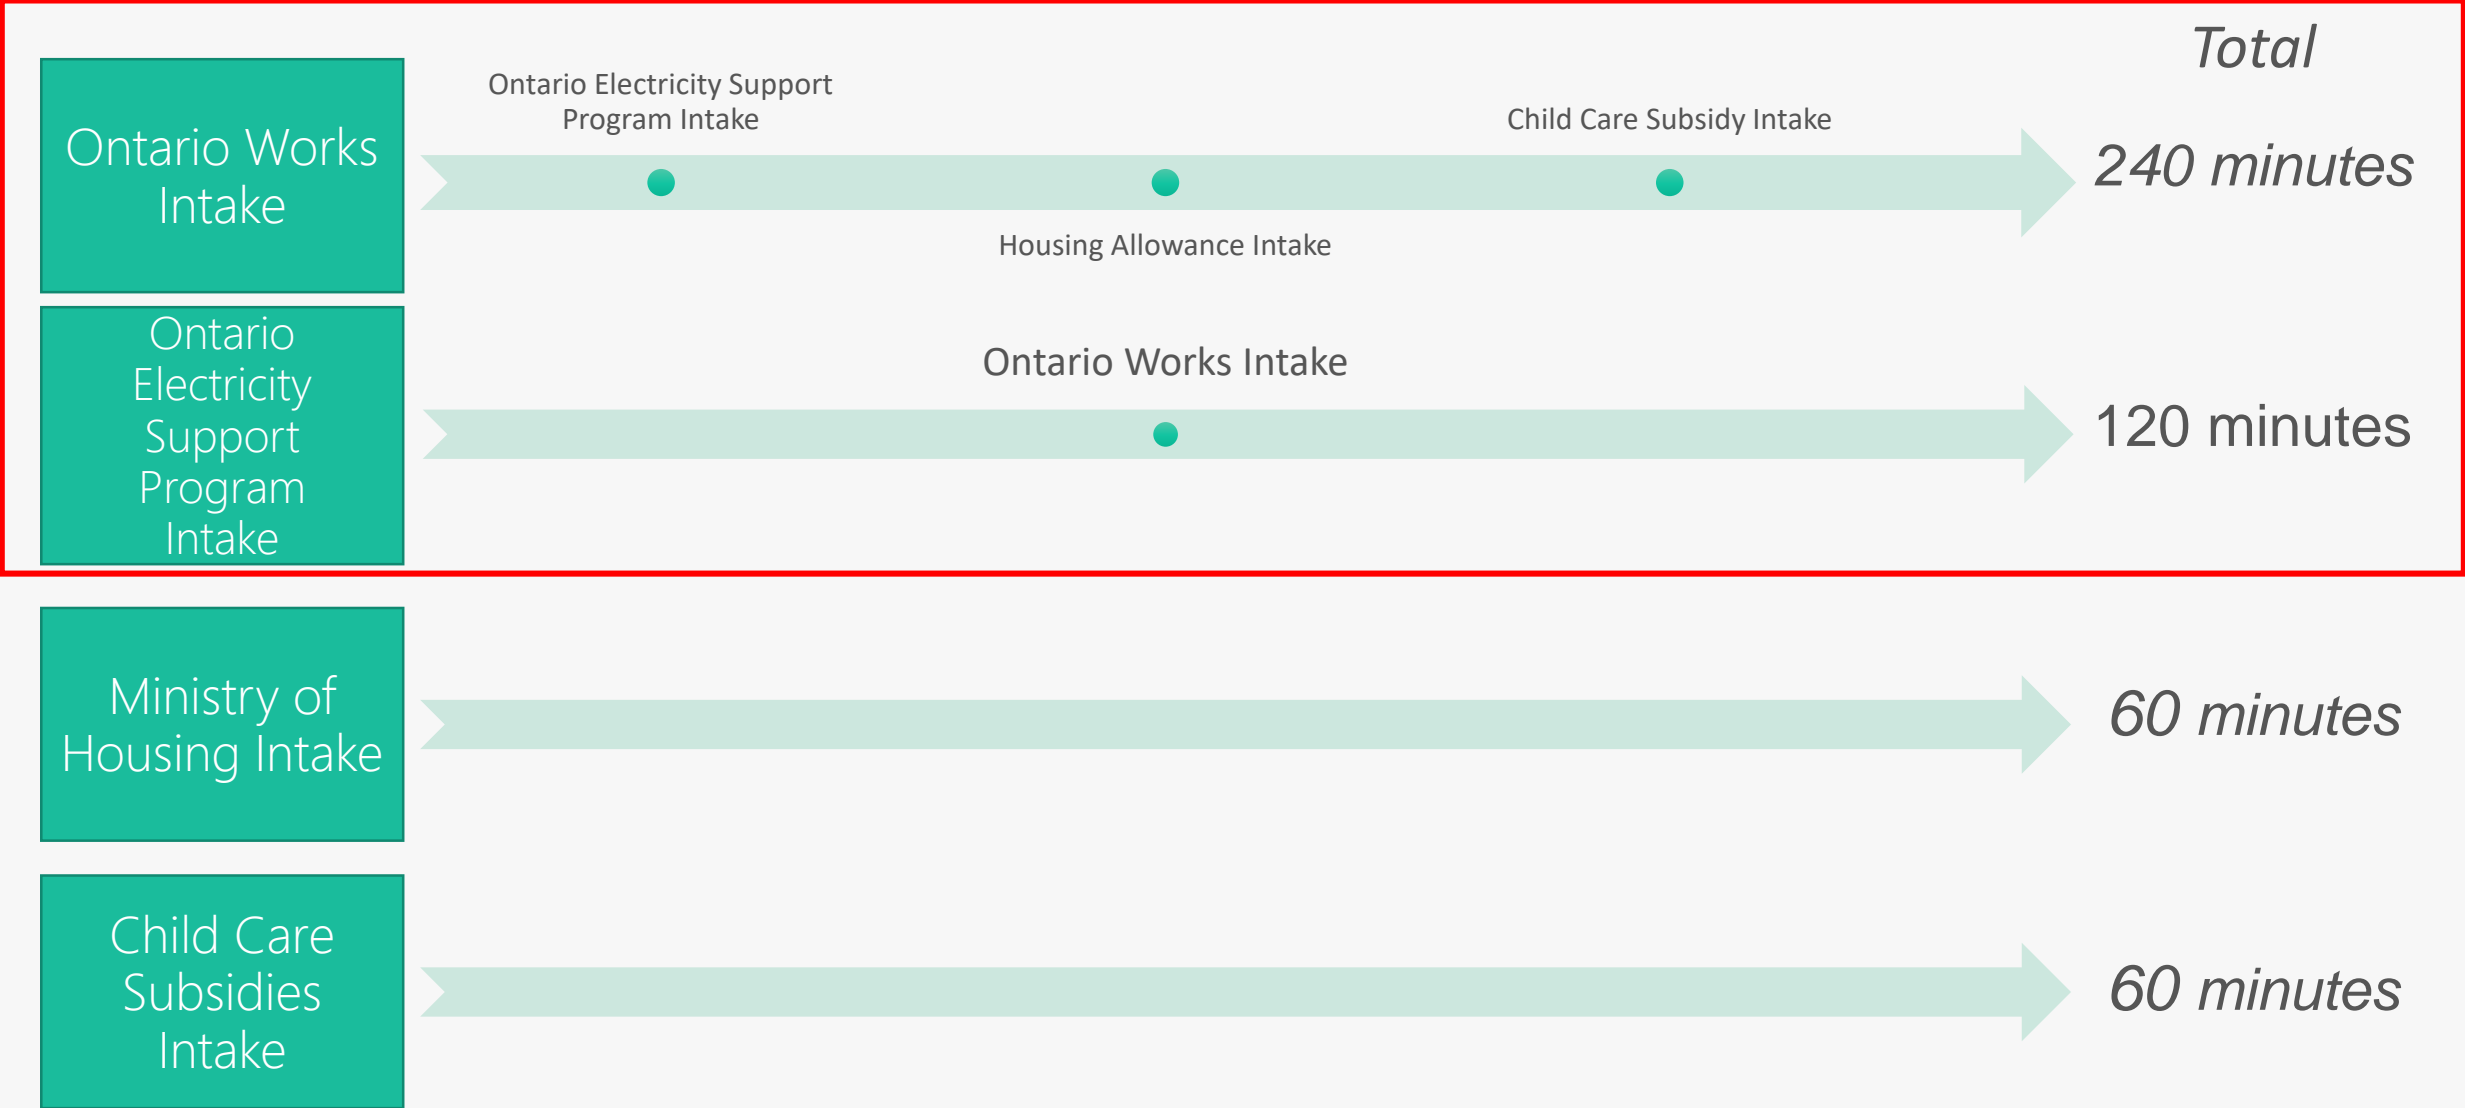 Total
Ontario Works
Intake
Ontario Electricity Support
Program Intake
Child Care Subsidy Intake
240 minutes
Housing Allowance Intake
Ontario
Electricity
Support
Program
Intake
Ontario Works Intake
120 minutes
Ministry of
Housing Intake
60 minutes
Child Care
Subsidies
Intake
60 minutes